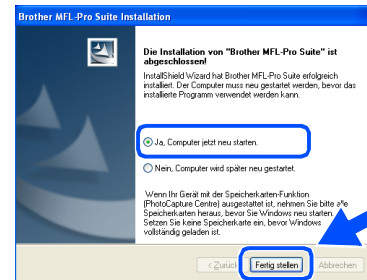 Brother MFL-Pro Suite Installation
Die Installation von "Brother MFL-Pro Suite" ist
abgeschlossen!
InstallShield Wizard hat Brother MFL-Pro Suite erfolgreich
installiert. Der Computer muss neu gestartet werden, bevor das
installierte Programm verwendet werden kann.
Ja, Computer jetzt neu starten.
Nein, Computer wird später neu gestartet.
Wenn Ihr Gerät mit der Speicherkarten-Funktion
(PhotoCapture Centre) ausgestattet ist, nehmen Sie bitte alle
Speicherkarten heraus, bevor Sie Windows neu starten.
Setzen Sie keine Speicherkarte ein, bevor Windows
vollständig geladen ist.
< Zurück Fertig stellen Abbrechen